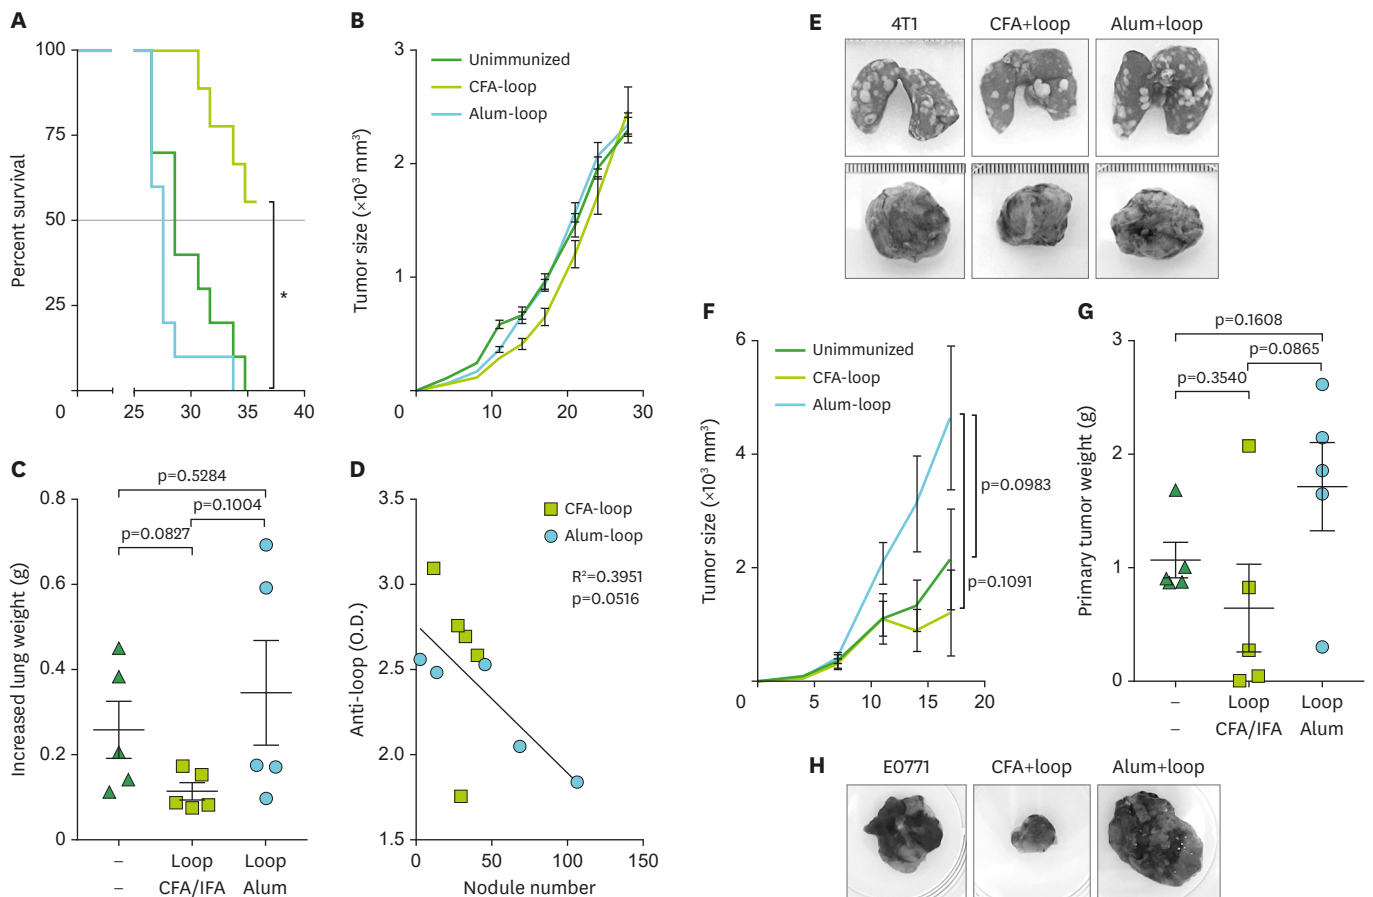 A
100
75
50
25
0
25
30
35
40
Percent survival
*
B
3
2
1
0
0
10
20
30
Tumor size (×10³ mm³)
Unimmunized
CFA-loop
Alum-loop
C
p=0.5284
p=0.1004
p=0.0827
0.8
0.6
0.4
0.2
0
Increased lung weight (g)
– Loop Loop
– CFA/IFA Alum
D
3.5
3.0
2.5
2.0
1.5
0
50
100
150
Anti-loop (O.D.)
Nodule number
CFA-loop
Alum-loop
R²=0.3951
p=0.0516
E
4T1 CFA+loop Alum+loop
F
6
4
2
0
0
5
10
15
20
Tumor size (×10³ mm³)
Unimmunized
CFA-loop
Alum-loop
p=0.0983
p=0.1091
G
p=0.1608
p=0.0865
p=0.3540
3
2
1
0
Primary tumor weight (g)
– Loop Loop
– CFA/IFA Alum
H
E0771 CFA+loop Alum+loop